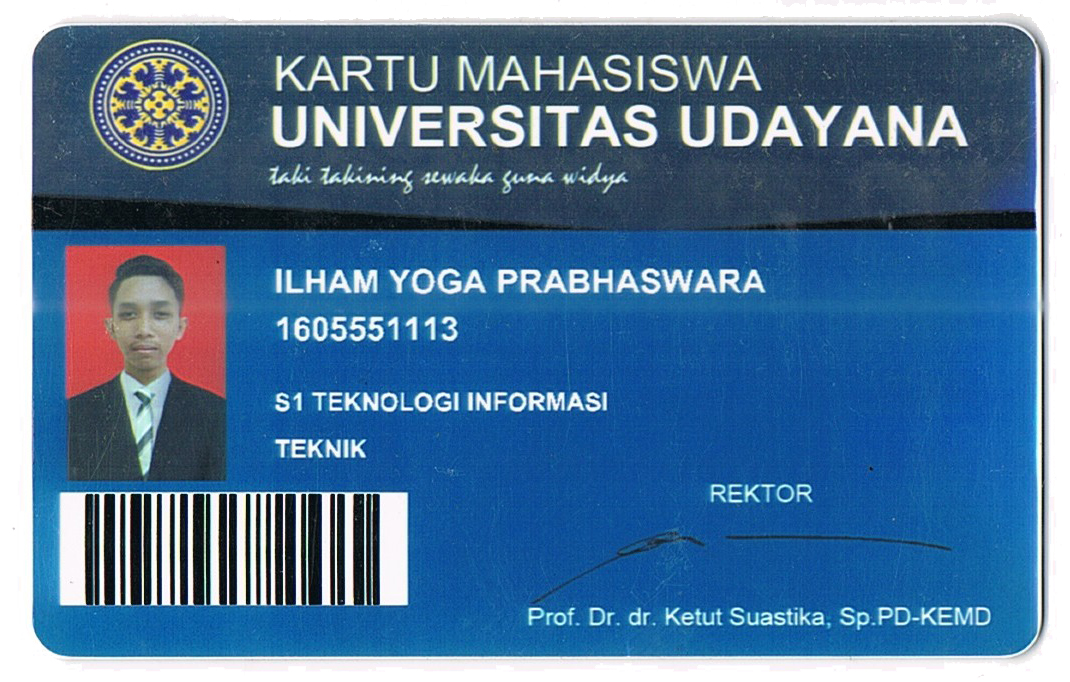 KARTU MAHASISWA
UNIVERSITAS UDAYANA
taki takining sewaka guna widya
ILHAM YOGA PRABHASWARA
1605551113
S1 TEKNOLOGI INFORMASI
TEKNIK
REKTOR
Prof. Dr. dr. Ketut Suastika, Sp.PD-KEMD